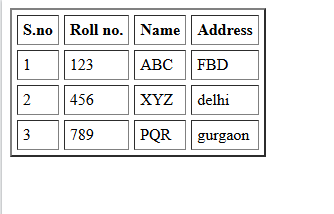 S.no Roll no. Name Address
1 123 ABC FBD
2 456 XYZ delhi
3 789 PQR gurgaon